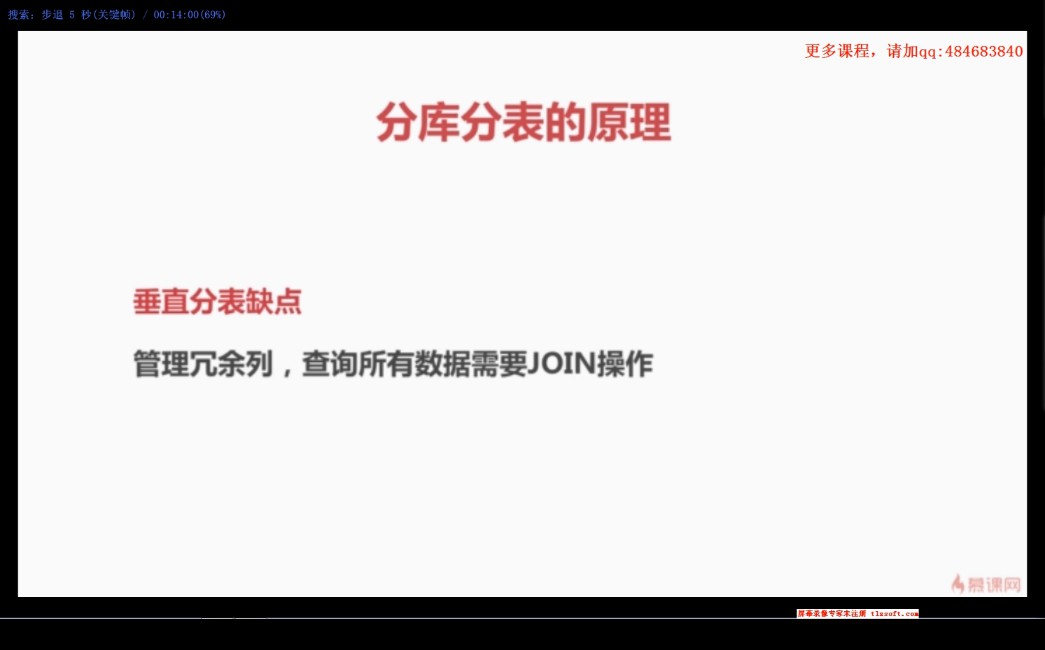 搜索: 步退 5 秒(关键帧) / 00:14:00(69%)
更多课程，请加qq:484683840
分库分表的原理
垂直分表缺点
管理冗余列，查询所有数据需要JOIN操作
慕课网
屏幕录像专家未注册 tlxsoft.com